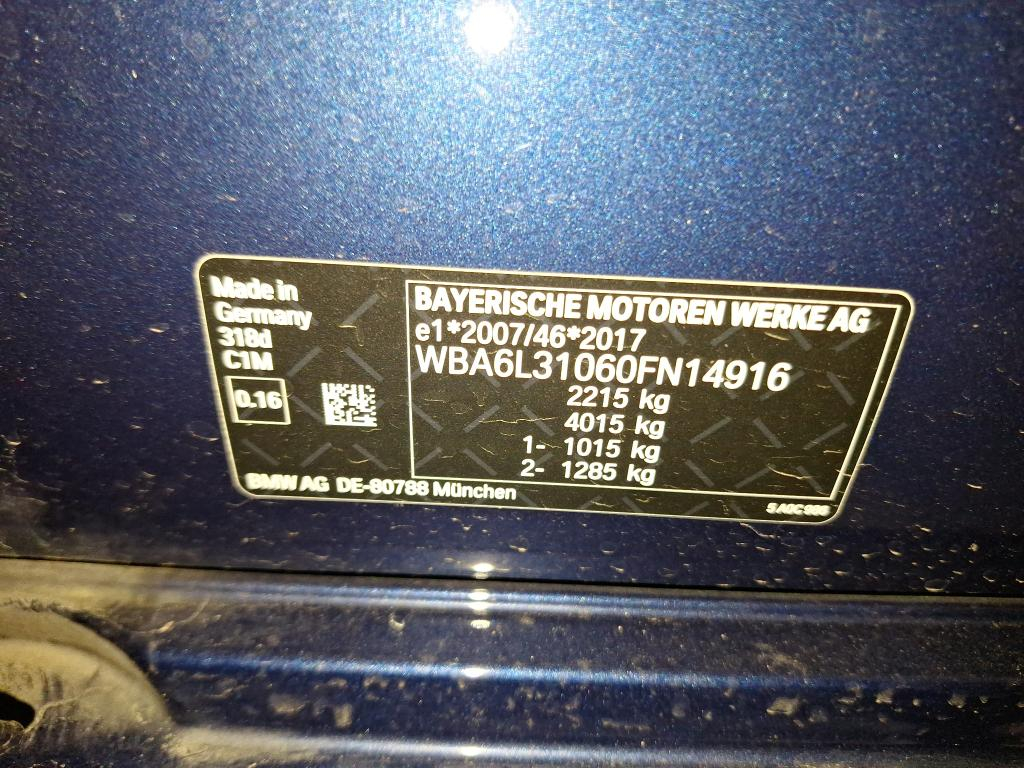 Made in
Germany
318d
C1M
0.16
BAYERISCHE MOTOREN WERKE AG
e1*2007/46*2017
WBA6L31060FN14916
2215 kg
4015 kg
1- 1015 kg
2- 1285 kg
BMW AG DE-80788 München